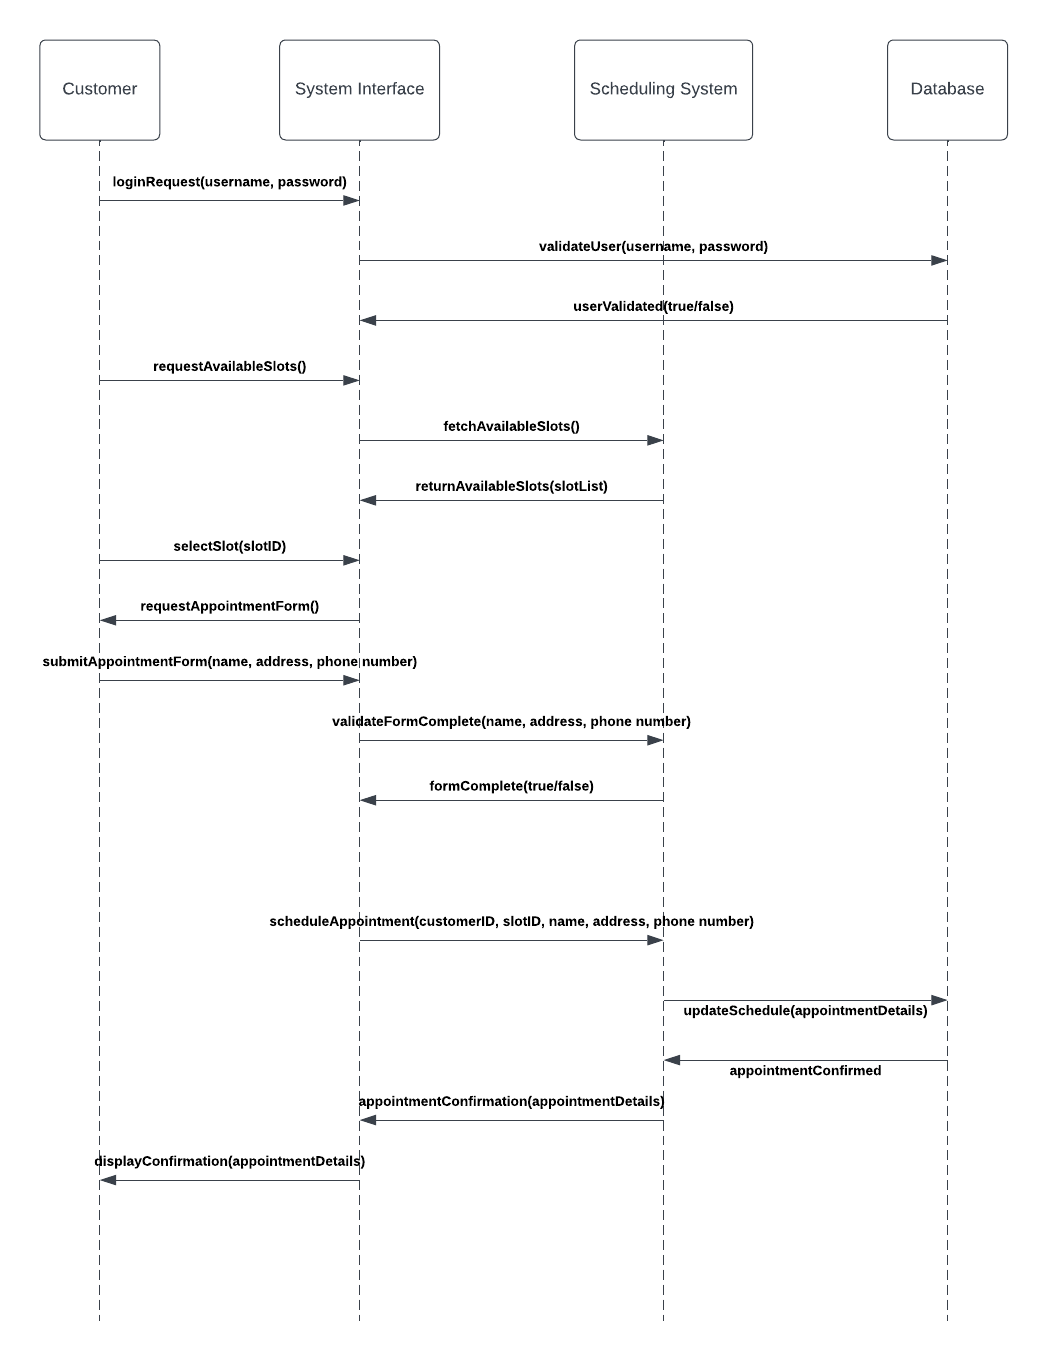 Customer
System Interface
Scheduling System
Database
loginRequest(username, password)
validateUser(username, password)
userValidated(true/false)
requestAvailableSlots()
fetchAvailableSlots()
returnAvailableSlots(slotList)
selectSlot(slotID)
requestAppointmentForm()
submitAppointmentForm(name, address, phone number)
validateFormComplete(name, address, phone number)
formComplete(true/false)
scheduleAppointment(customerID, slotID, name, address, phone number)
updateSchedule(appointmentDetails)
appointmentConfirmed
appointmentConfirmation(appointmentDetails)
displayConfirmation(appointmentDetails)